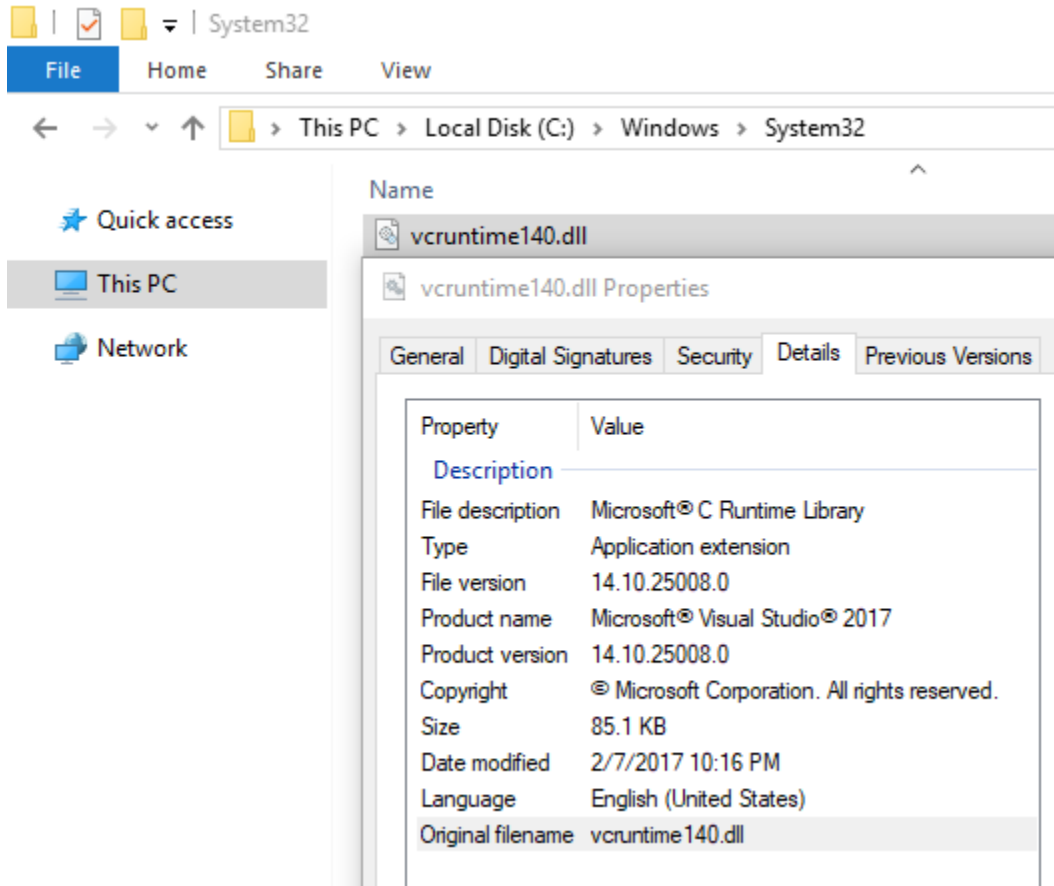 System32
File Home Share View
This PC > Local Disk (C:) > Windows > System32
Name
Quick access
vcruntime140.dll
This PC
vcruntime140.dll Properties
Network
General Digital Signatures Security Details Previous Versions
Property Value
Description
File description Microsoft® C Runtime Library
Type Application extension
File version 14.10.25008.0
Product name Microsoft® Visual Studio® 2017
Product version 14.10.25008.0
Copyright © Microsoft Corporation. All rights reserved.
Size 85.1 KB
Date modified 2/7/2017 10:16 PM
Language English (United States)
Original filename vcruntime140.dll